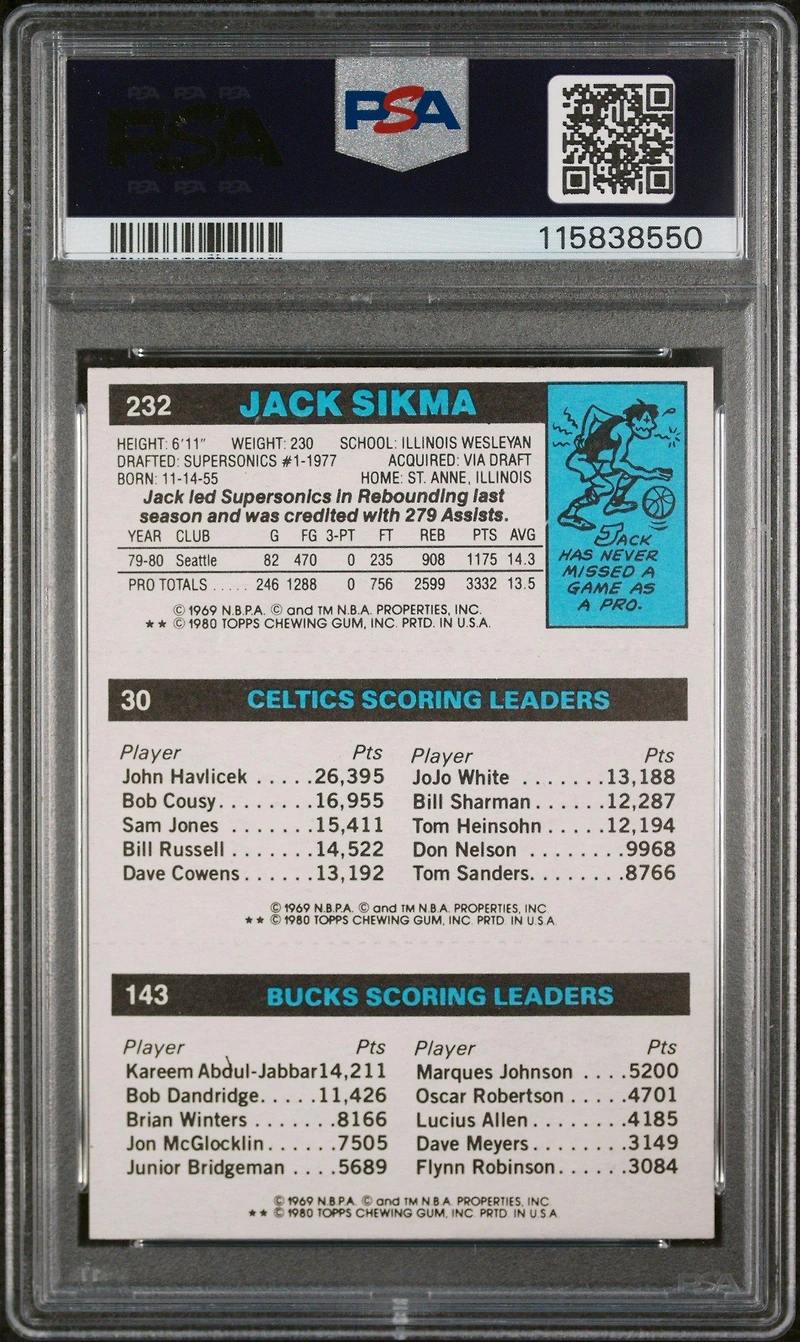 PSA PSA PSA
PSA
PSA PSA PSA
PSA
115838550
232 JACK SIKMA
HEIGHT: 6'11" WEIGHT: 230 SCHOOL: ILLINOIS WESLEYAN
DRAFTED: SUPERSONICS #1-1977 ACQUIRED: VIA DRAFT
BORN: 11-14-55 HOME: ST. ANNE, ILLINOIS
Jack led Supersonics in Rebounding last
season and was credited with 279 Assists.
YEAR CLUB G FG 3-PT FT REB PTS AVG
79-80 Seattle 82 470 0 235 908 1175 14.3
PRO TOTALS ..... 246 1288 0 756 2599 3332 13.5
© 1969 N.B.P.A. © and TM N.B.A. PROPERTIES, INC.
★★ © 1980 TOPPS CHEWING GUM, INC. PRTD. IN U.S.A.
JACK
HAS NEVER
MISSED A
GAME AS
A PRO.
30 CELTICS SCORING LEADERS
Player Pts Player Pts
John Havlicek .....26,395 JoJo White .......13,188
Bob Cousy........16,955 Bill Sharman......12,287
Sam Jones .......15,411 Tom Heinsohn.....12,194
Bill Russell .......14,522 Don Nelson ........9968
Dave Cowens......13,192 Tom Sanders........8766
© 1969 N.B.P.A. © and TM N.B.A. PROPERTIES, INC.
★★ © 1980 TOPPS CHEWING GUM, INC. PRTD. IN U.S.A.
143 BUCKS SCORING LEADERS
Player Pts Player Pts
Kareem Abdul-Jabbar14,211 Marques Johnson ....5200
Bob Dandridge.....11,426 Oscar Robertson .....4701
Brian Winters .......8166 Lucius Allen........4185
Jon McGlocklin......7505 Dave Meyers........3149
Junior Bridgeman ....5689 Flynn Robinson......3084
© 1969 N.B.P.A. © and TM N.B.A. PROPERTIES, INC.
★★ © 1980 TOPPS CHEWING GUM, INC. PRTD. IN U.S.A.
PSA